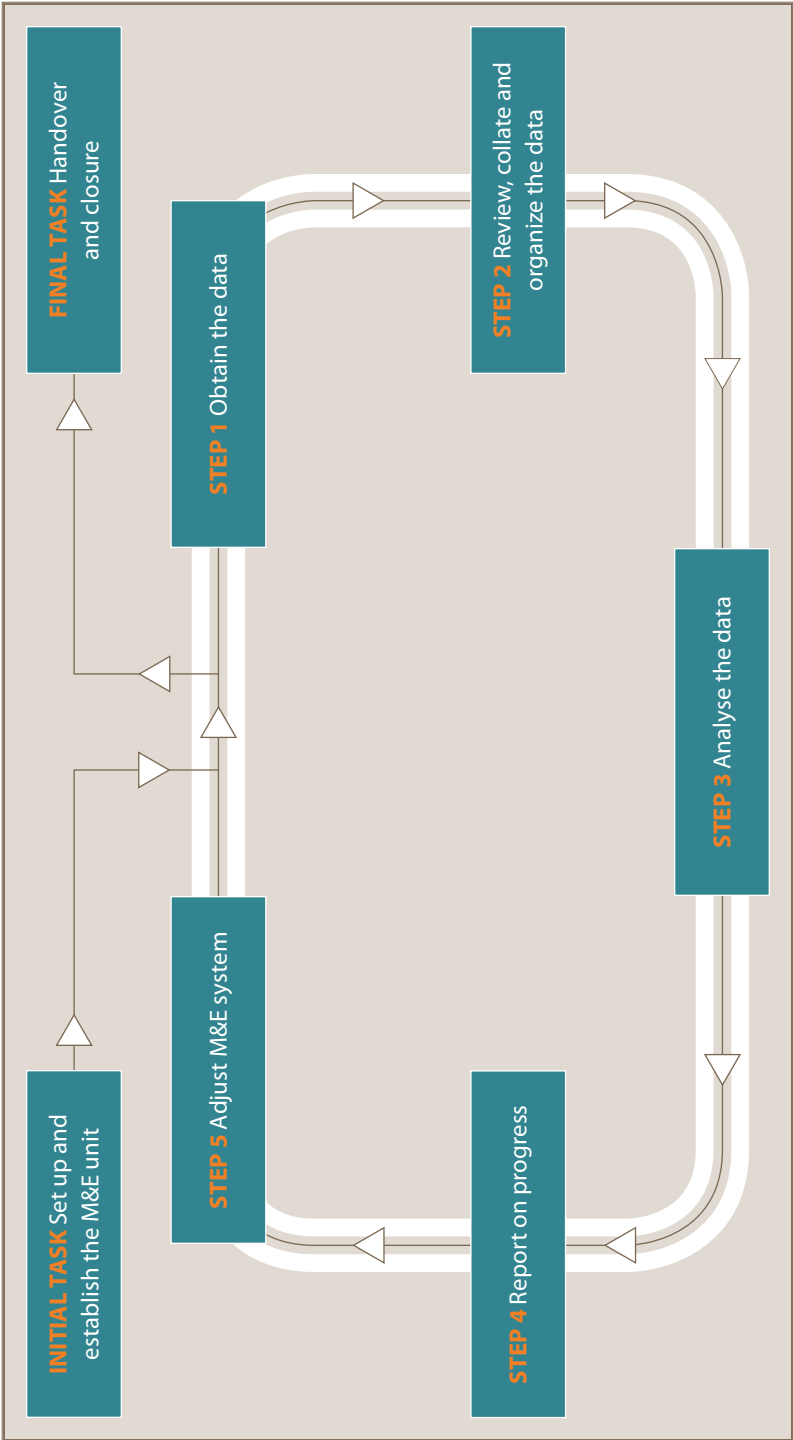 INITIAL TASK Set up and
establish the M&E unit
FINAL TASK Handover
and closure
STEP 1 Obtain the data
STEP 2 Review, collate and
organize the data
STEP 3 Analyse the data
STEP 4 Report on progress
STEP 5 Adjust M&E system